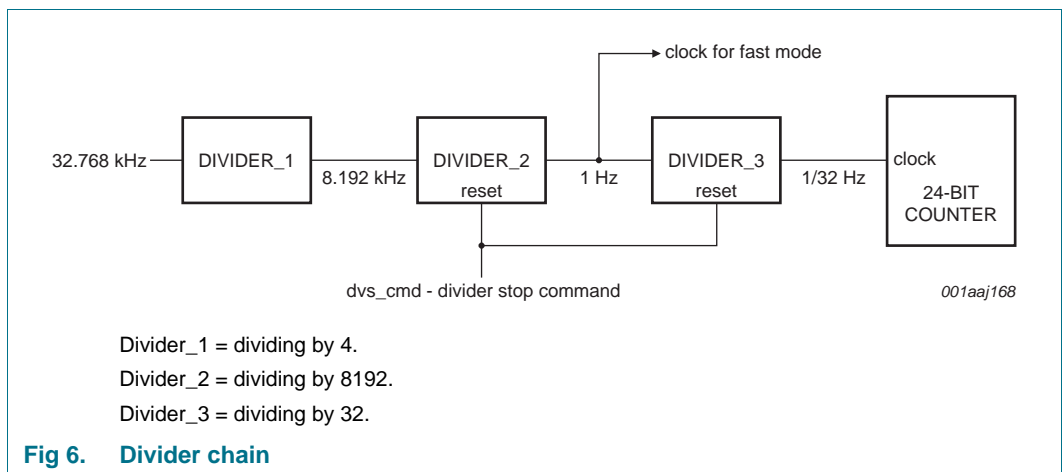 clock for fast mode
32.768 kHz
DIVIDER_1
8.192 kHz
DIVIDER_2
reset
1 Hz
DIVIDER_3
reset
1/32 Hz
clock
24-BIT
COUNTER
dvs_cmd - divider stop command
001aaj168
Divider_1 = dividing by 4.
Divider_2 = dividing by 8192.
Divider_3 = dividing by 32.
Fig 6. Divider chain